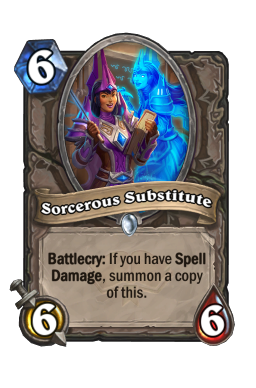 6
Sorcerous Substitute
Battlecry: If you have Spell
Damage, summon a copy
of this.
6
6